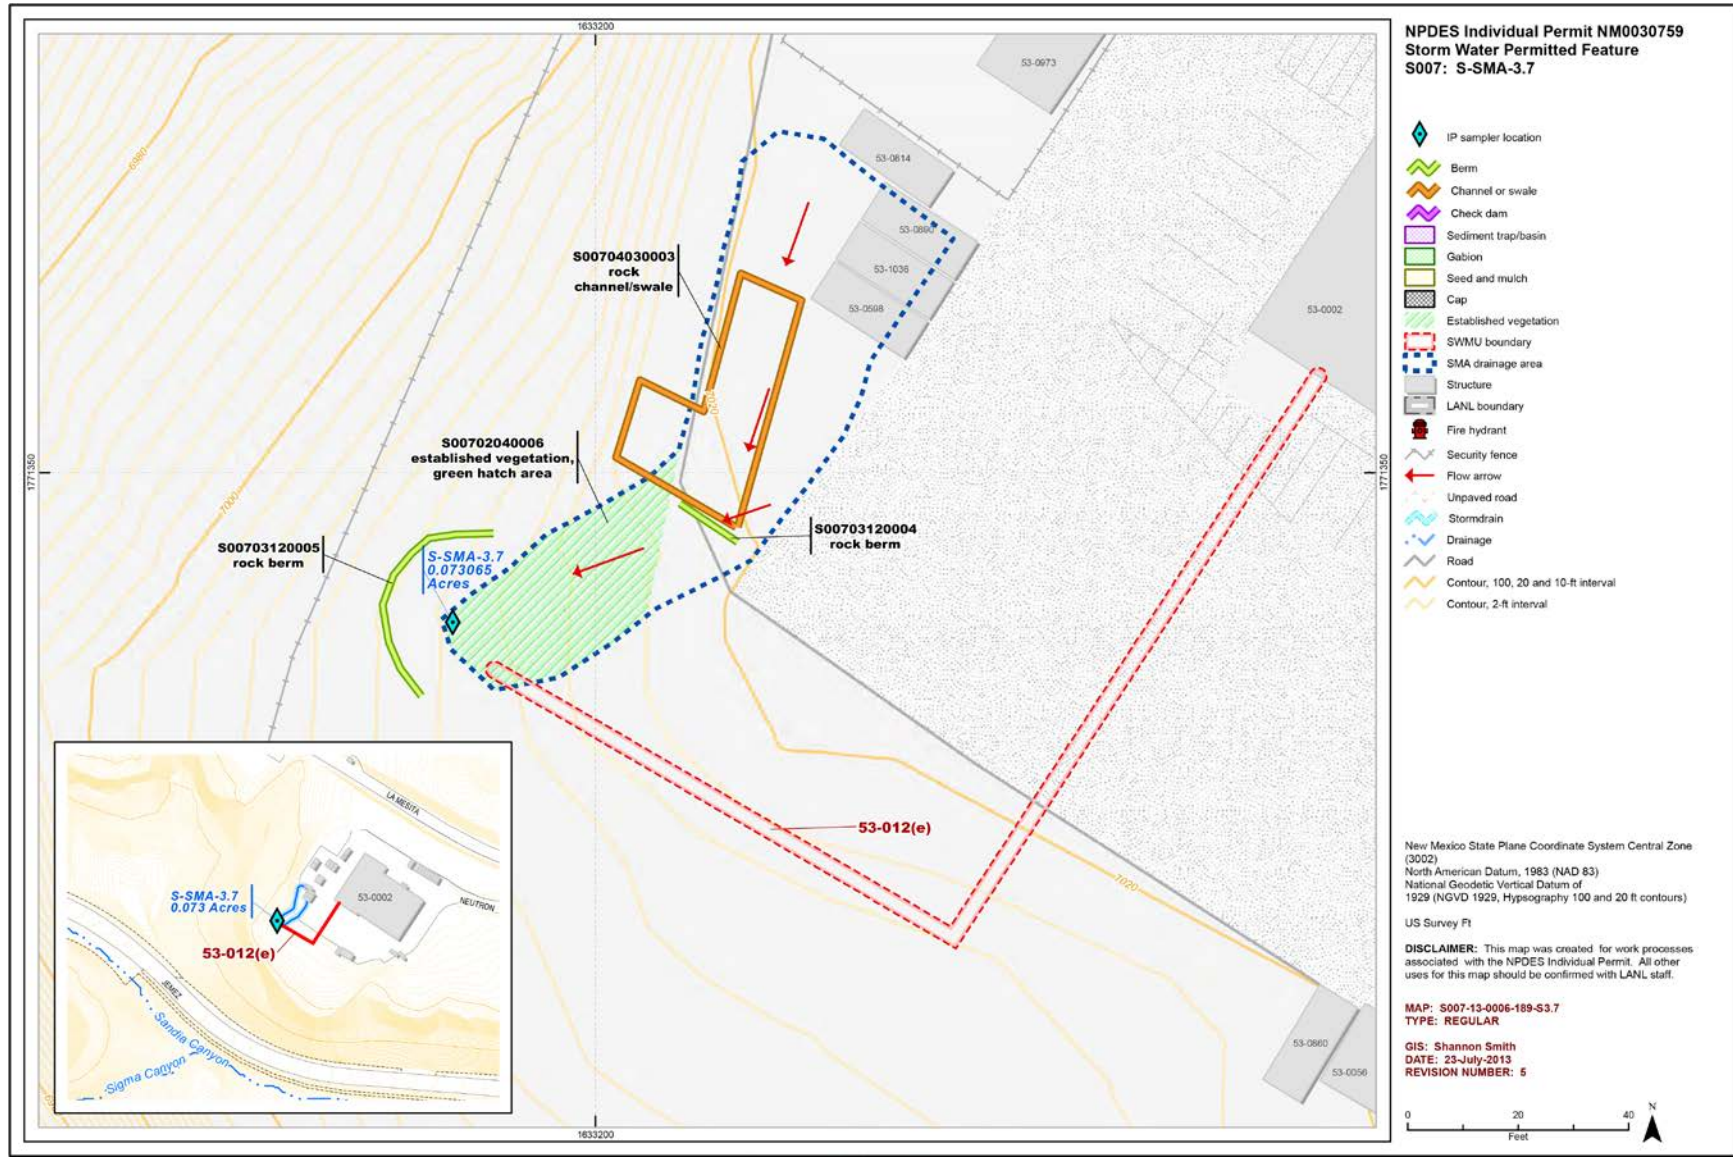 NPDES Individual Permit NM0030759
Storm Water Permitted Feature
S007: S-SMA-3.7
IP sampler location
Berm
Channel or swale
Check dam
Sediment trap/basin
Gabion
Seed and mulch
Cap
Established vegetation
SWMU boundary
SMA drainage area
Structure
LANL boundary
Fire hydrant
Security fence
Flow arrow
Unpaved road
Stormdrain
Drainage
Road
Contour, 100, 20 and 10-ft interval
Contour, 2-ft interval
New Mexico State Plane Coordinate System Central Zone
(3002)
North American Datum, 1983 (NAD 83)
National Geodetic Vertical Datum of
1929 (NGVD 1929, Hypsography 100 and 20 ft contours)
US Survey Ft
DISCLAIMER: This map was created for work processes
associated with the NPDES Individual Permit. All other
uses for this map should be confirmed with LANL staff.
MAP: S007-13-0006-189-S3.7
TYPE: REGULAR
GIS: Shannon Smith
DATE: 23-July-2013
REVISION NUMBER: 5
0 20 40
Feet
N
1633200
1771350
1771350
1633200
6980
7000
7020
7020
53-0973
53-0814
53-0890
53-1036
53-0598
53-0002
53-0860
53-0056
S00704030003
rock
channel/swale
S00702040006
established vegetation,
green hatch area
S00703120005
rock berm
S-SMA-3.7
0.073065
Acres
S00703120004
rock berm
53-012(e)
LA MESITA
S-SMA-3.7
0.073 Acres
53-0002
NEUTRON
53-012(e)
JEMEZ
Sandia Canyon
Sigma Canyon